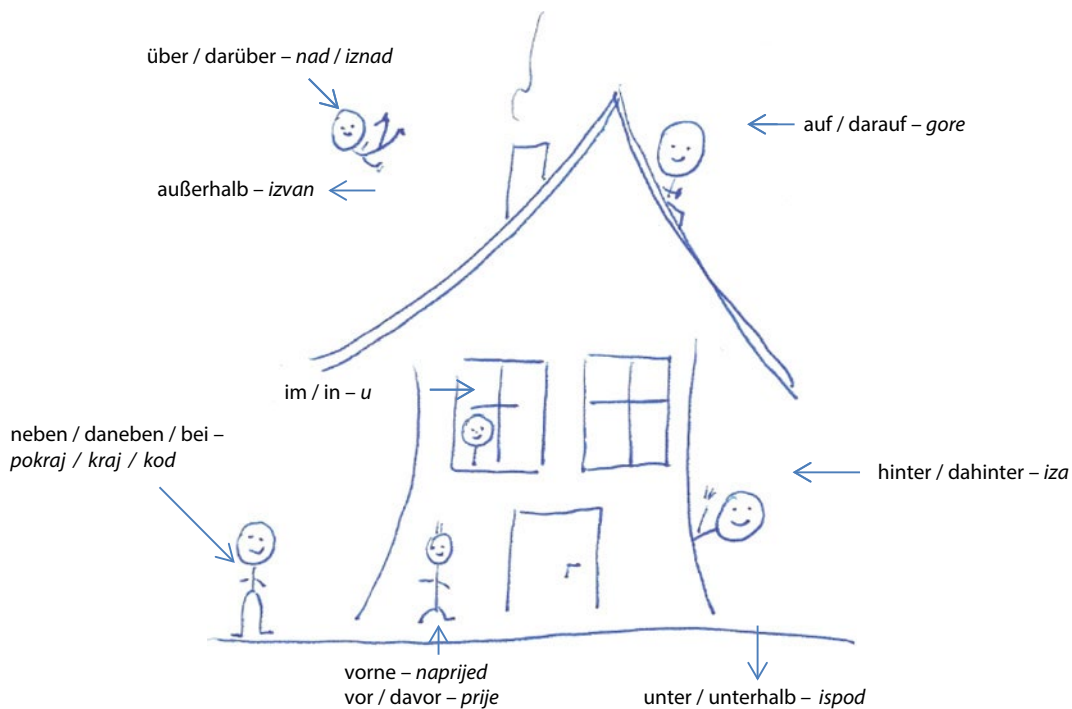 über / darüber – nad / iznad
auf / darauf – gore
außerhalb – izvan
im / in – u
neben / daneben / bei –
pokraj / kraj / kod
hinter / dahinter – iza
vorne – naprijed
vor / davor – prije
unter / unterhalb – ispod